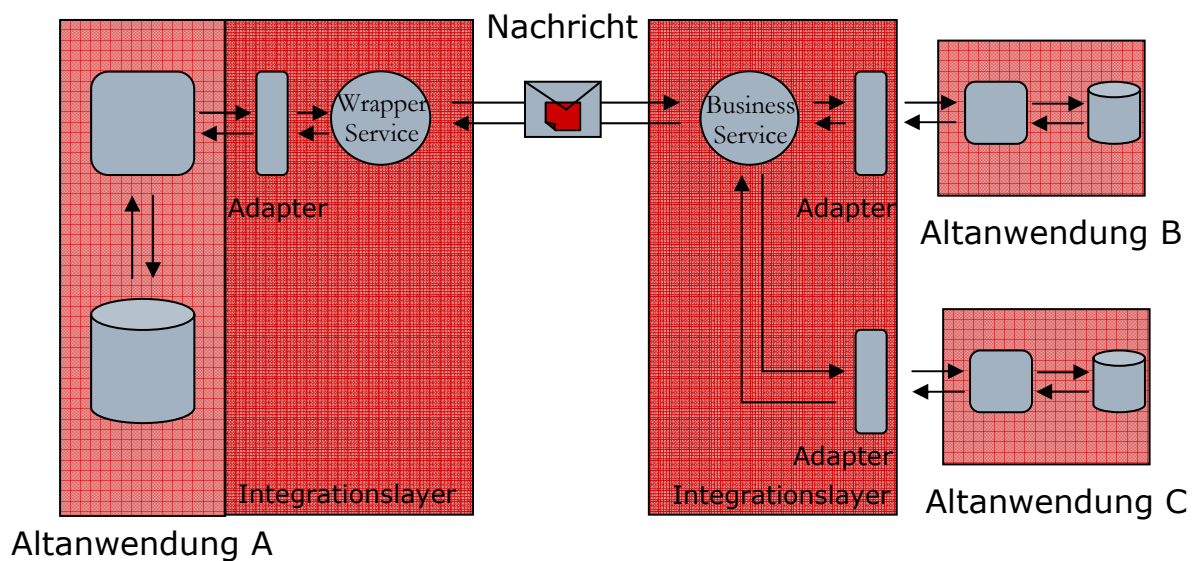 Nachricht
Wrapper
Service
Business
Service
Adapter
Adapter
Altanwendung B
Adapter
Integrationslayer
Integrationslayer
Altanwendung C
Altanwendung A